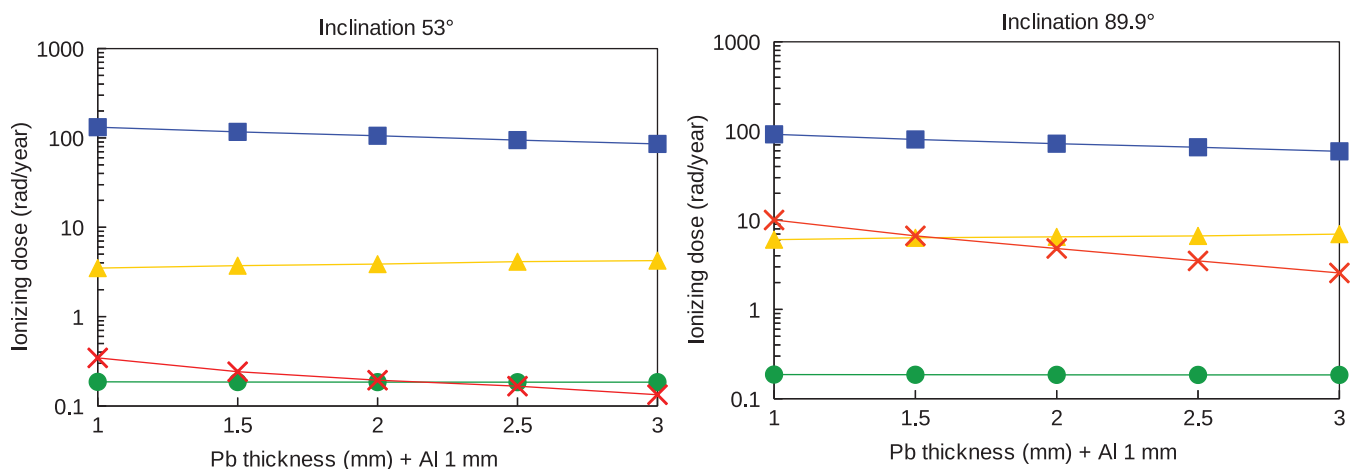 Inclination 53°
1000
100
10
1
0.1
Ionizing dose (rad/year)
1 1.5 2 2.5 3
Pb thickness (mm) + Al 1 mm
Inclination 89.9°
1000
100
10
1
0.1
Ionizing dose (rad/year)
1 1.5 2 2.5 3
Pb thickness (mm) + Al 1 mm